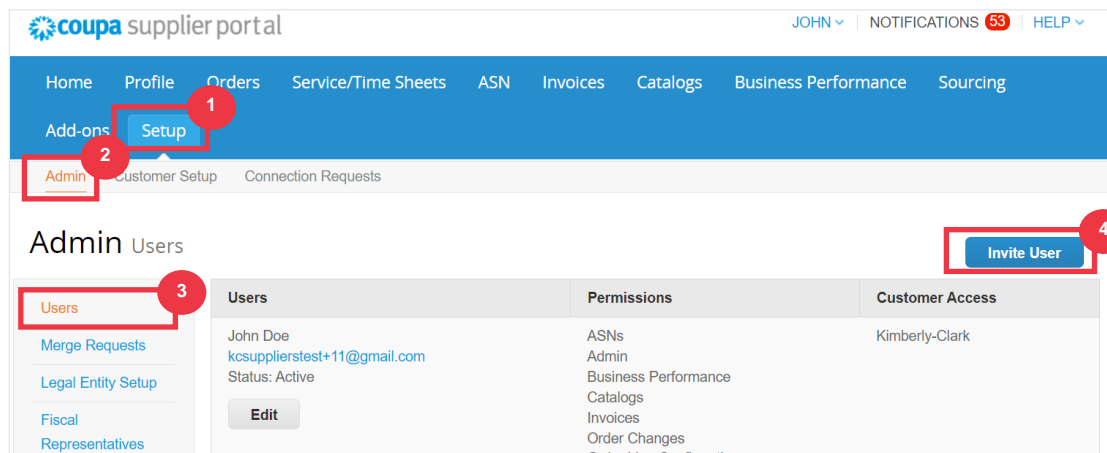 coupa supplier portal
JOHN NOTIFICATIONS 53 HELP
Home Profile Orders Service/Time Sheets ASN Invoices Catalogs Business Performance Sourcing
1
Add-ons Setup
2
Admin Customer Setup Connection Requests
4
Admin Users
Invite User
3
Users Permissions Customer Access
Users
John Doe ASNs Kimberly-Clark
Merge Requests
kcsupplierstest+11@gmail.com Admin
Status: Active Business Performance
Legal Entity Setup
Catalogs
Edit
Invoices
Fiscal
Representatives
Order Changes